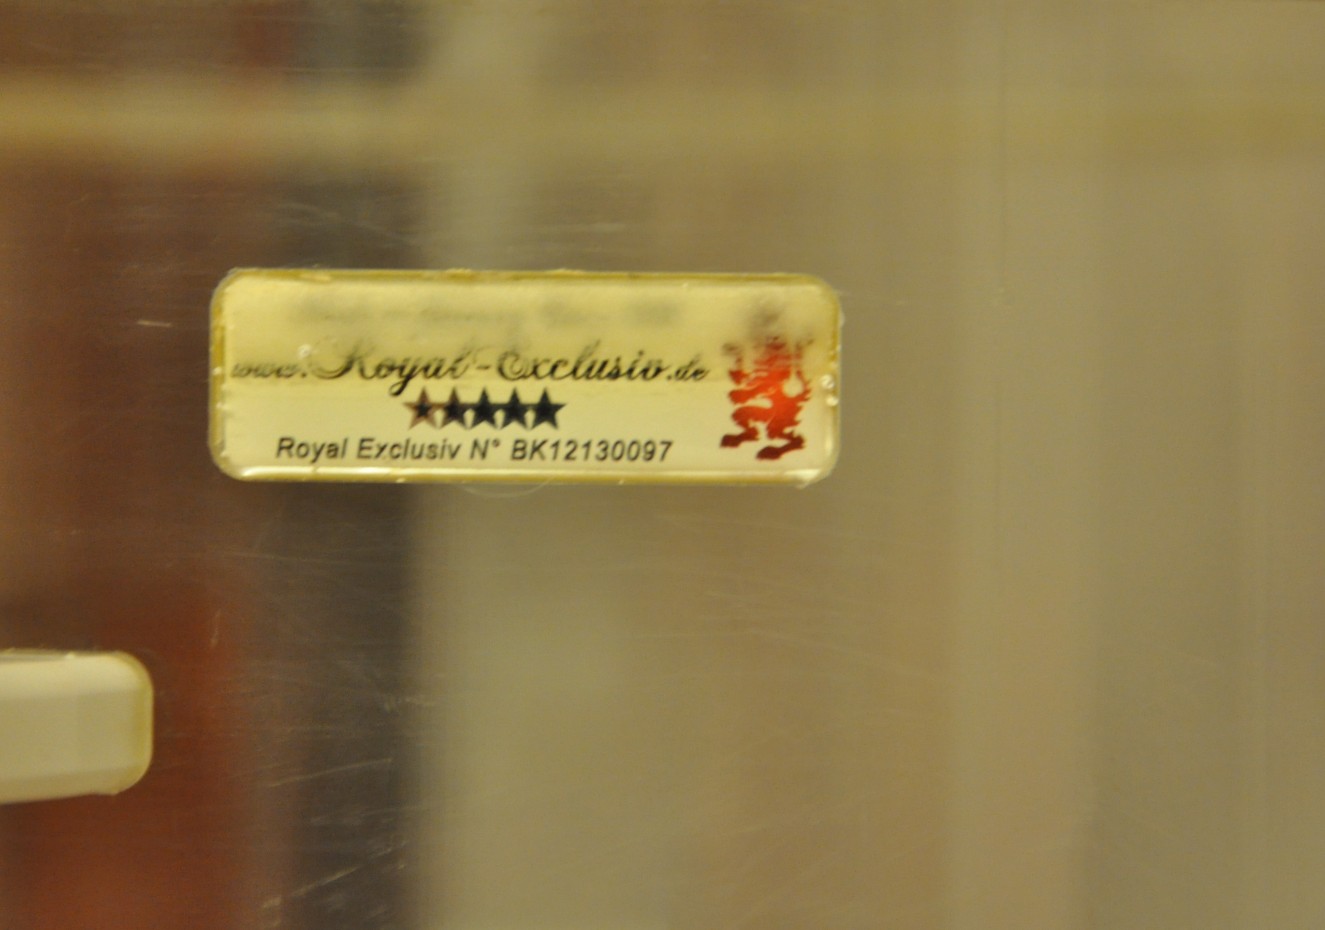 www.Royal-Exclusiv.de
Royal Exclusiv N° BK12130097